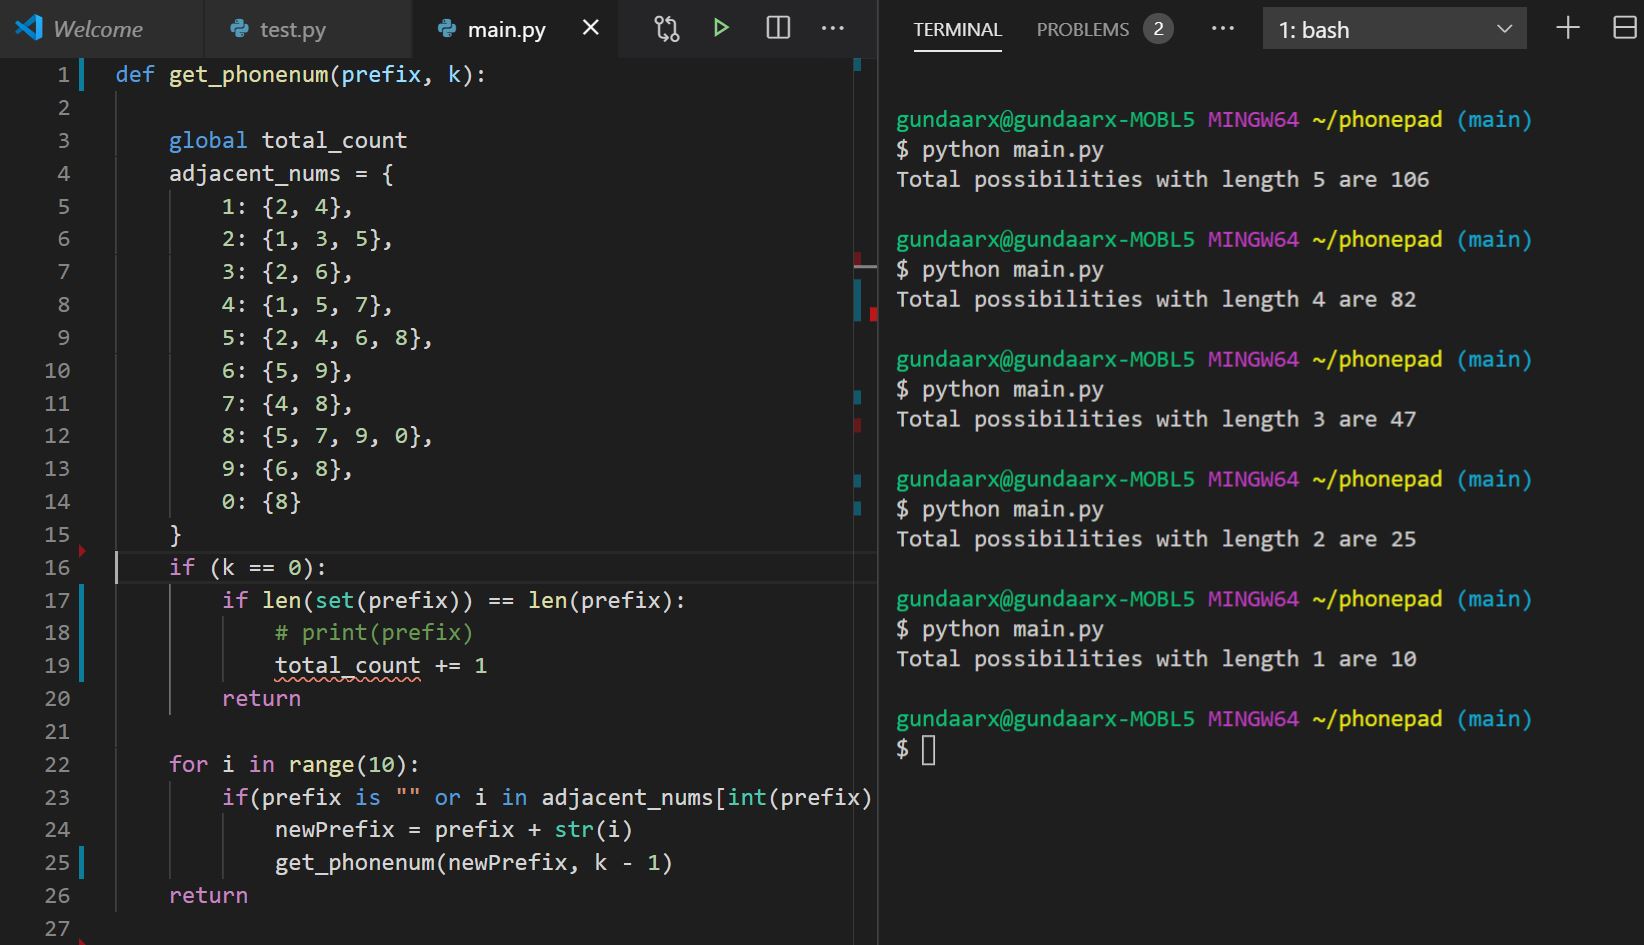 Welcome
test.py
main.py
TERMINAL
PROBLEMS 2
1: bash
1 def get_phonenum(prefix, k):
2
3 global total_count
4 adjacent_nums = {
5 1: {2, 4},
6 2: {1, 3, 5},
7 3: {2, 6},
8 4: {1, 5, 7},
9 5: {2, 4, 6, 8},
10 6: {5, 9},
11 7: {4, 8},
12 8: {5, 7, 9, 0},
13 9: {6, 8},
14 0: {8}
15 }
16 if (k == 0):
17 if len(set(prefix)) == len(prefix):
18 # print(prefix)
19 total_count += 1
20 return
21
22 for i in range(10):
23 if(prefix is "" or i in adjacent_nums[int(prefix)
24 newPrefix = prefix + str(i)
25 get_phonenum(newPrefix, k - 1)
26 return
27
gundaarx@gundaarx-MOBL5 MINGW64 ~/phonepad (main)
$ python main.py
Total possibilities with length 5 are 106
gundaarx@gundaarx-MOBL5 MINGW64 ~/phonepad (main)
$ python main.py
Total possibilities with length 4 are 82
gundaarx@gundaarx-MOBL5 MINGW64 ~/phonepad (main)
$ python main.py
Total possibilities with length 3 are 47
gundaarx@gundaarx-MOBL5 MINGW64 ~/phonepad (main)
$ python main.py
Total possibilities with length 2 are 25
gundaarx@gundaarx-MOBL5 MINGW64 ~/phonepad (main)
$ python main.py
Total possibilities with length 1 are 10
gundaarx@gundaarx-MOBL5 MINGW64 ~/phonepad (main)
$